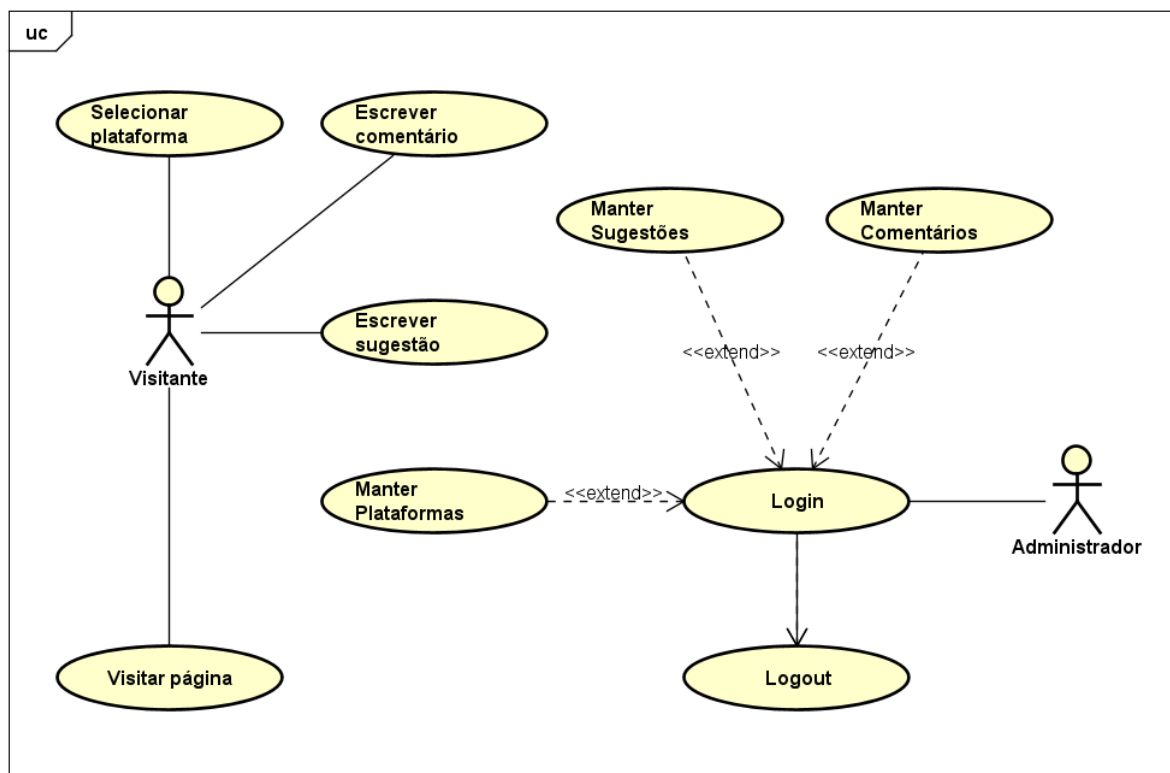 uc
Selecionar
plataforma
Escrever
comentário
Manter
Sugestões
Manter
Comentários
Escrever
sugestão
Visitante
<<extend>>
<<extend>>
Manter
Plataformas
<<extend>>
Login
Administrador
Visitar página
Logout